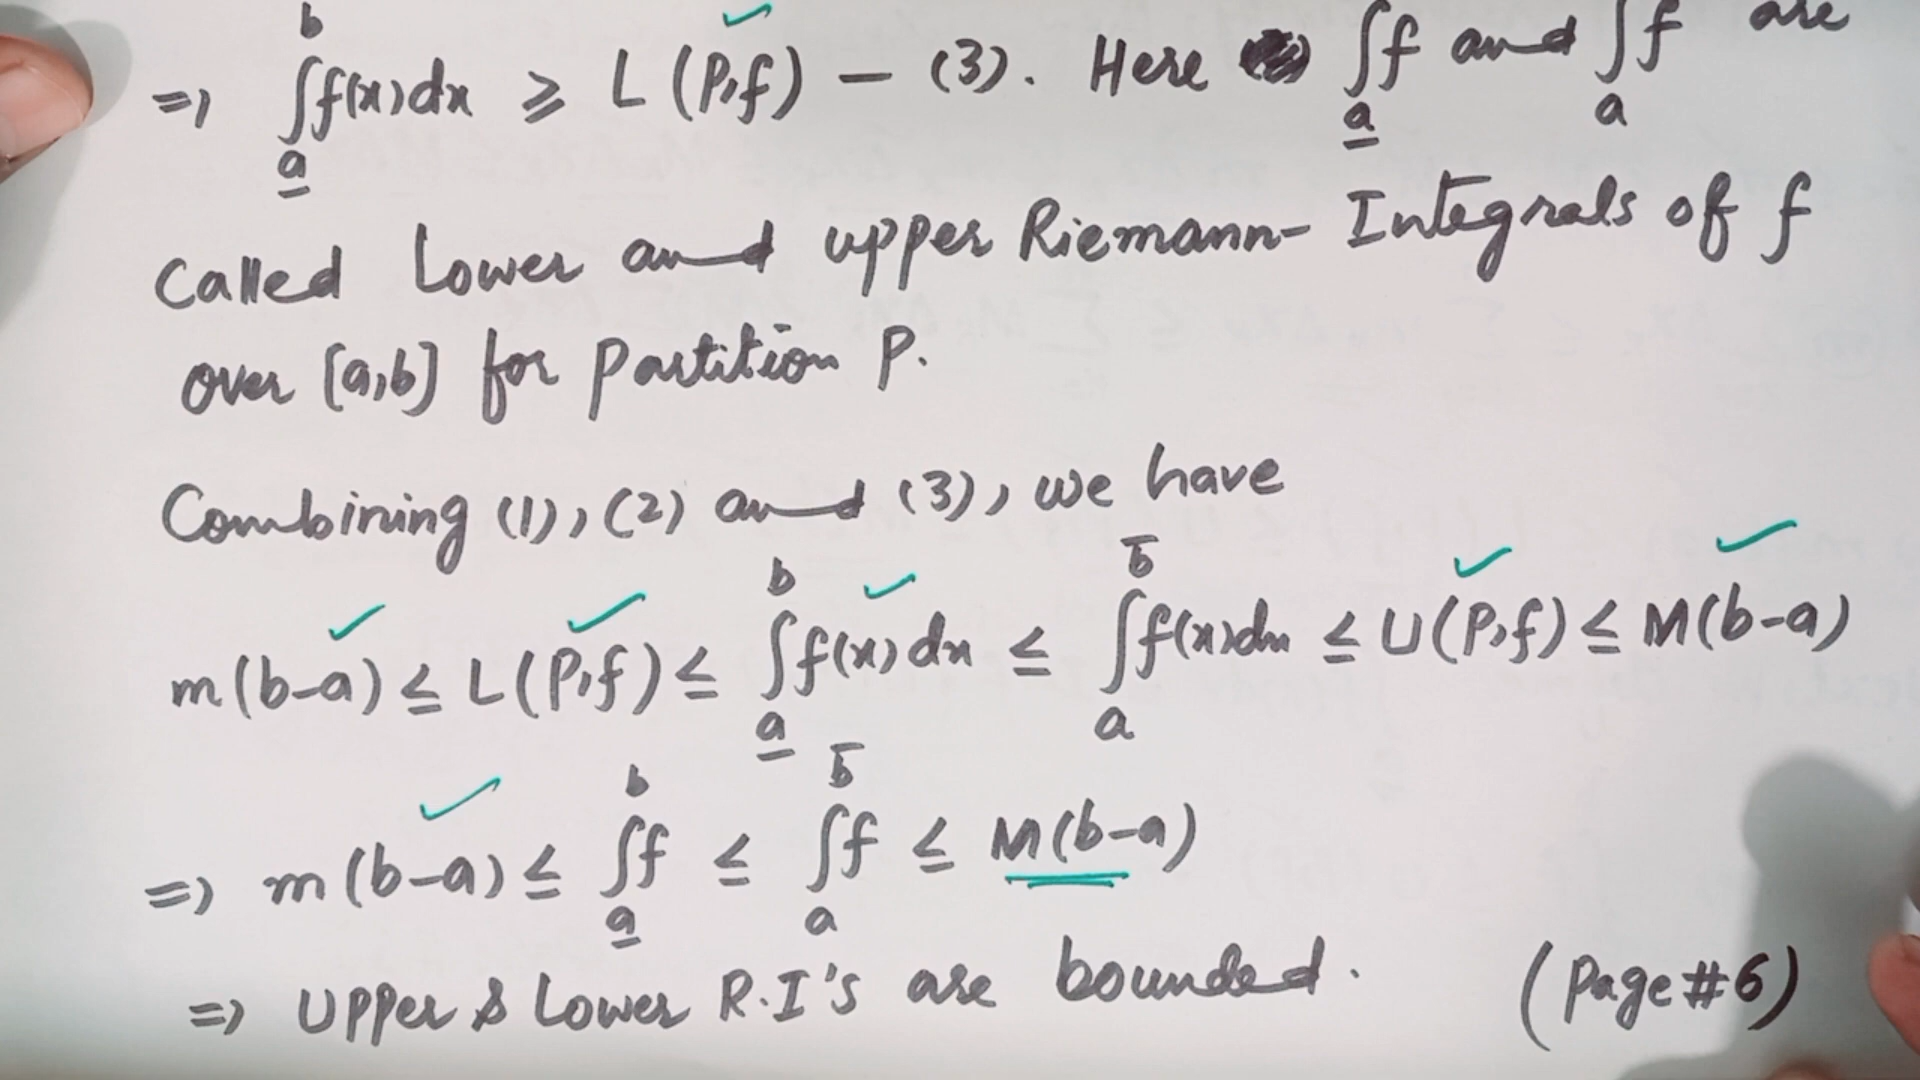 => ∫_a̲^b f(x)dx ≥ L(P,f) – (3). Here ∫_a̲ f and ∫_a f are
called Lower and upper Riemann-Integrals of f
over [a,b] for partition P.
Combining (1), (2) and (3), we have
m(b-a) ≤ L(P,f) ≤ ∫_a̲^b f(x)dx ≤ ∫_a^b̅ f(x)dx ≤ U(P,f) ≤ M(b-a)
=> m(b-a) ≤ ∫_a̲^b f ≤ ∫_a^b̅ f ≤ M(b-a)
=> Upper & Lower R.I's are bounded. (Page #6)